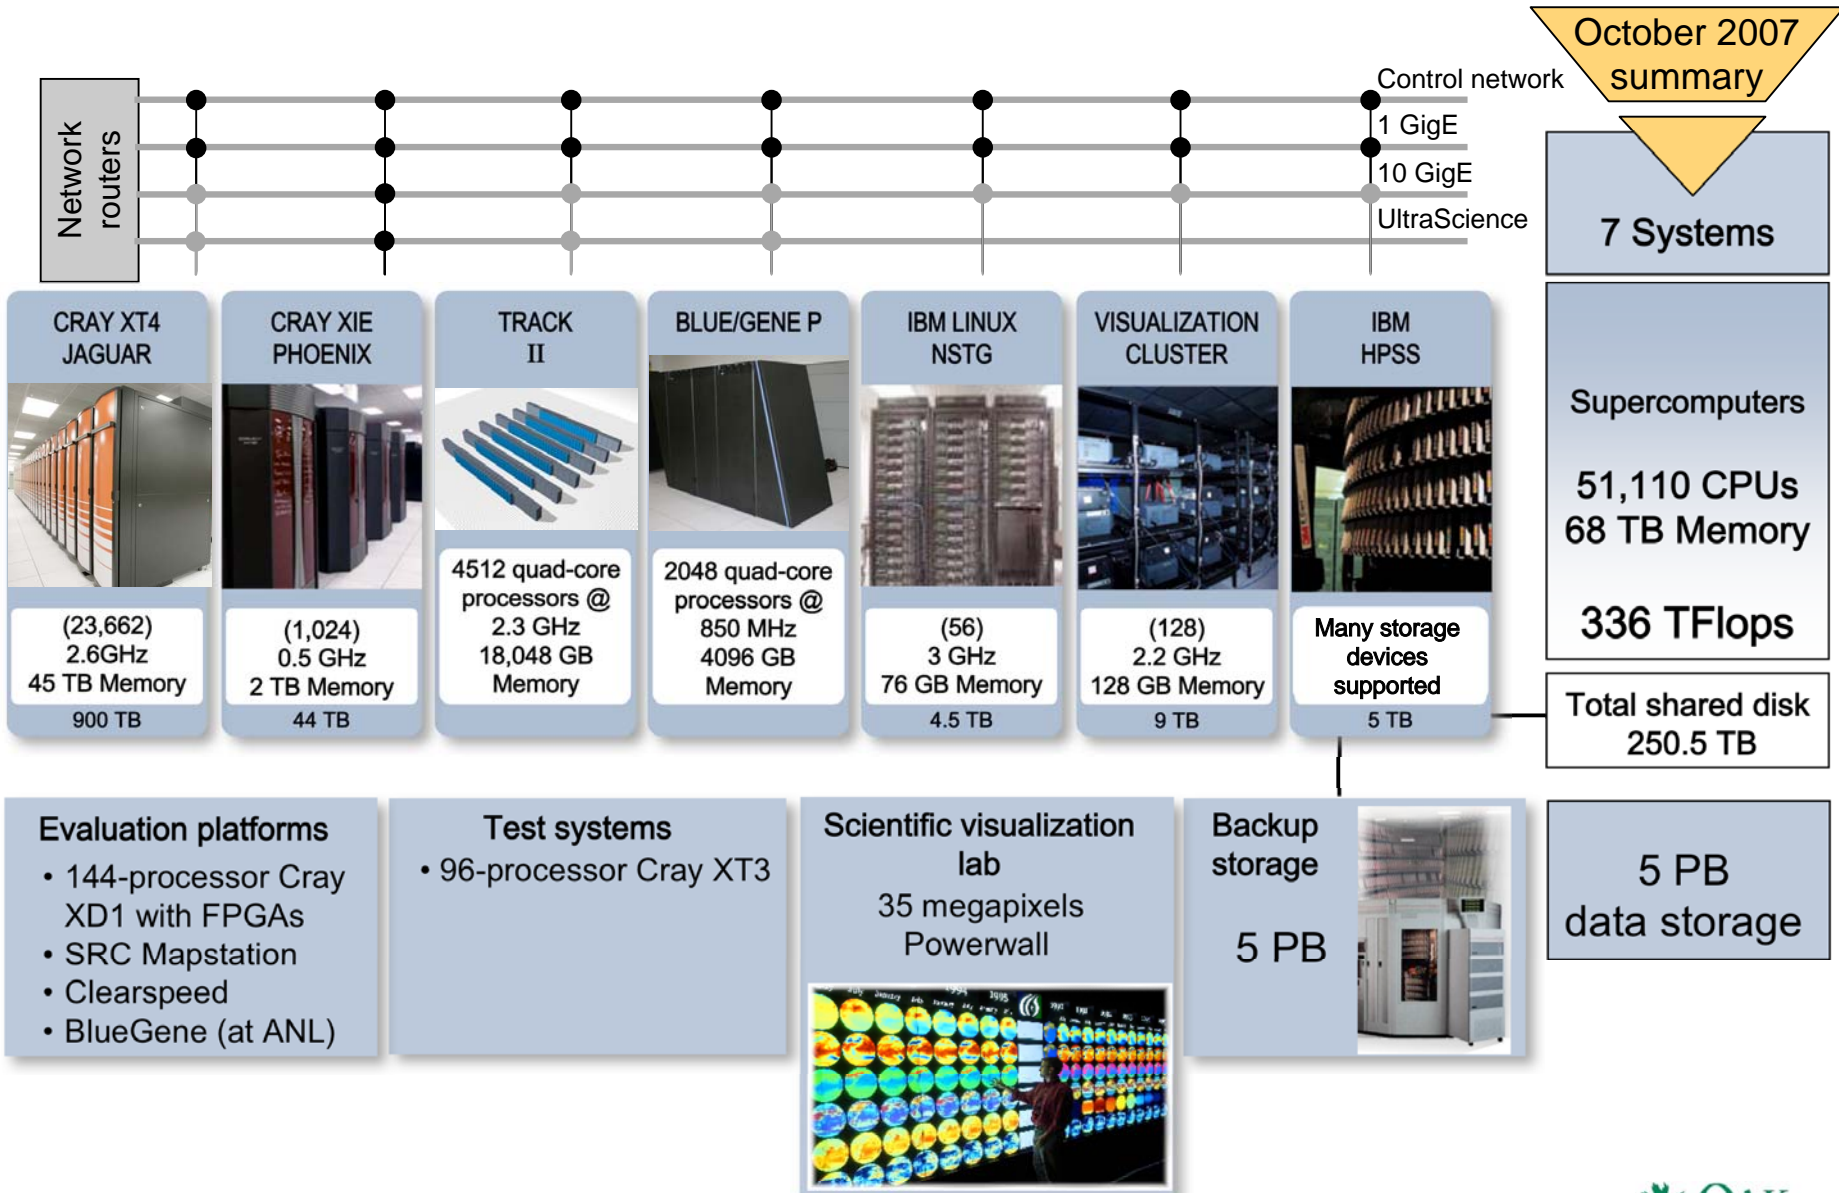 October 2007
summary
Network
routers
Control network
1 GigE
10 GigE
UltraScience
7 Systems
CRAY XT4
JAGUAR
(23,662)
2.6GHz
45 TB Memory
900 TB
CRAY XIE
PHOENIX
(1,024)
0.5 GHz
2 TB Memory
44 TB
TRACK
II
4512 quad-core
processors @
2.3 GHz
18,048 GB
Memory
BLUE/GENE P
2048 quad-core
processors @
850 MHz
4096 GB
Memory
IBM LINUX
NSTG
(56)
3 GHz
76 GB Memory
4.5 TB
VISUALIZATION
CLUSTER
(128)
2.2 GHz
128 GB Memory
9 TB
IBM
HPSS
Many storage
devices
supported
5 TB
Supercomputers
51,110 CPUs
68 TB Memory
336 TFlops
Total shared disk
250.5 TB
Evaluation platforms
• 144-processor Cray
XD1 with FPGAs
• SRC Mapstation
• Clearspeed
• BlueGene (at ANL)
Test systems
• 96-processor Cray XT3
Scientific visualization
lab
35 megapixels
Powerwall
1994 1995
Backup
storage
5 PB
5 PB
data storage